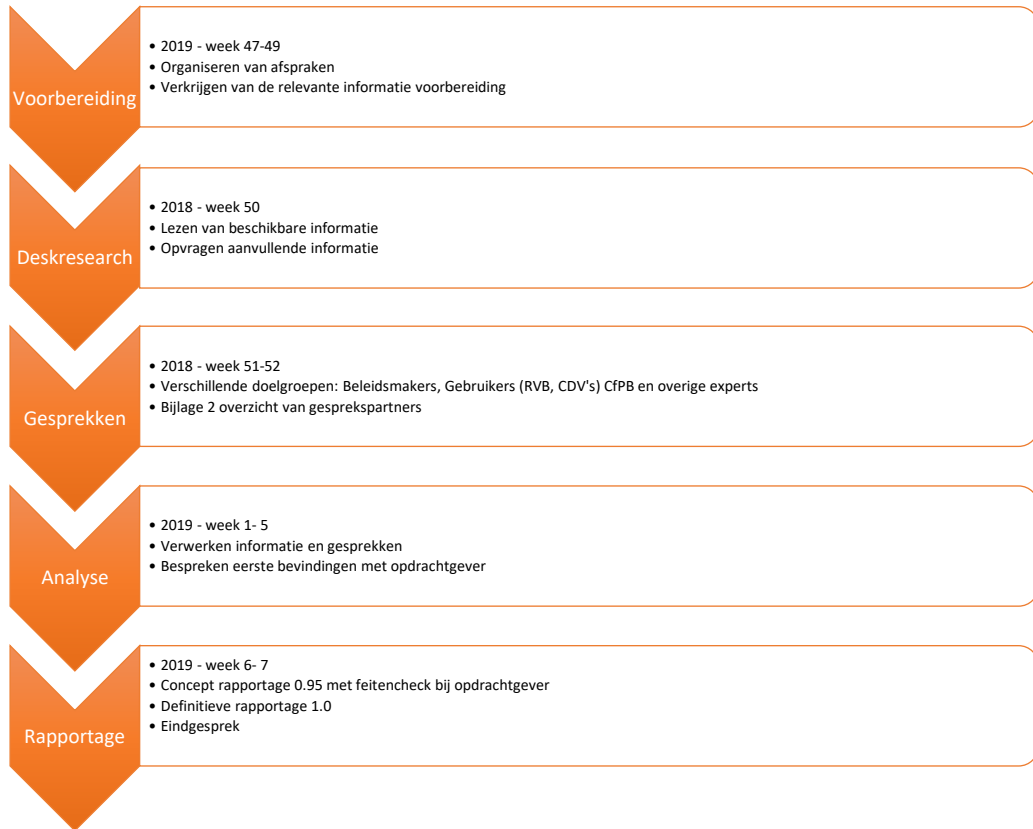 Voorbereiding
• 2019 - week 47-49
• Organiseren van afspraken
• Verkrijgen van de relevante informatie voorbereiding
Deskresearch
• 2018 - week 50
• Lezen van beschikbare informatie
• Opvragen aanvullende informatie
Gesprekken
• 2018 - week 51-52
• Verschillende doelgroepen: Beleidsmakers, Gebruikers (RVB, CDV's) CfPB en overige experts
• Bijlage 2 overzicht van gesprekspartners
Analyse
• 2019 - week 1- 5
• Verwerken informatie en gesprekken
• Bespreken eerste bevindingen met opdrachtgever
Rapportage
• 2019 - week 6- 7
• Concept rapportage 0.95 met feitencheck bij opdrachtgever
• Definitieve rapportage 1.0
• Eindgesprek